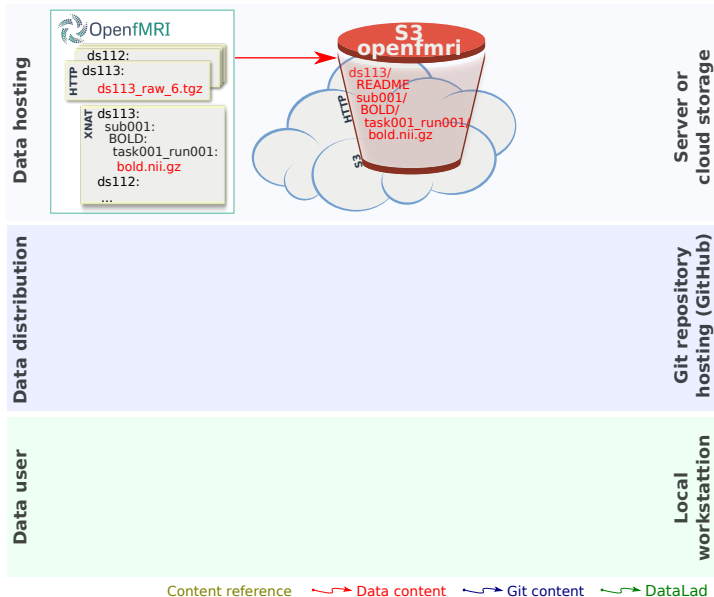 OpenfMRI
ds112:
HTTP
ds113:
ds113_raw_6.tgz
XNAT
ds113:
sub001:
BOLD:
task001_run001:
bold.nii.gz
ds112:
...
S3
openfmri
ds113/
README
sub001/
BOLD/
task001_run001/
bold.nii.gz
HTTP
S3
Data hosting
Server or
cloud storage
Data distribution
Git repository
hosting (GitHub)
Data user
Local
workstattion
Content reference
Data content
Git content
DataLad